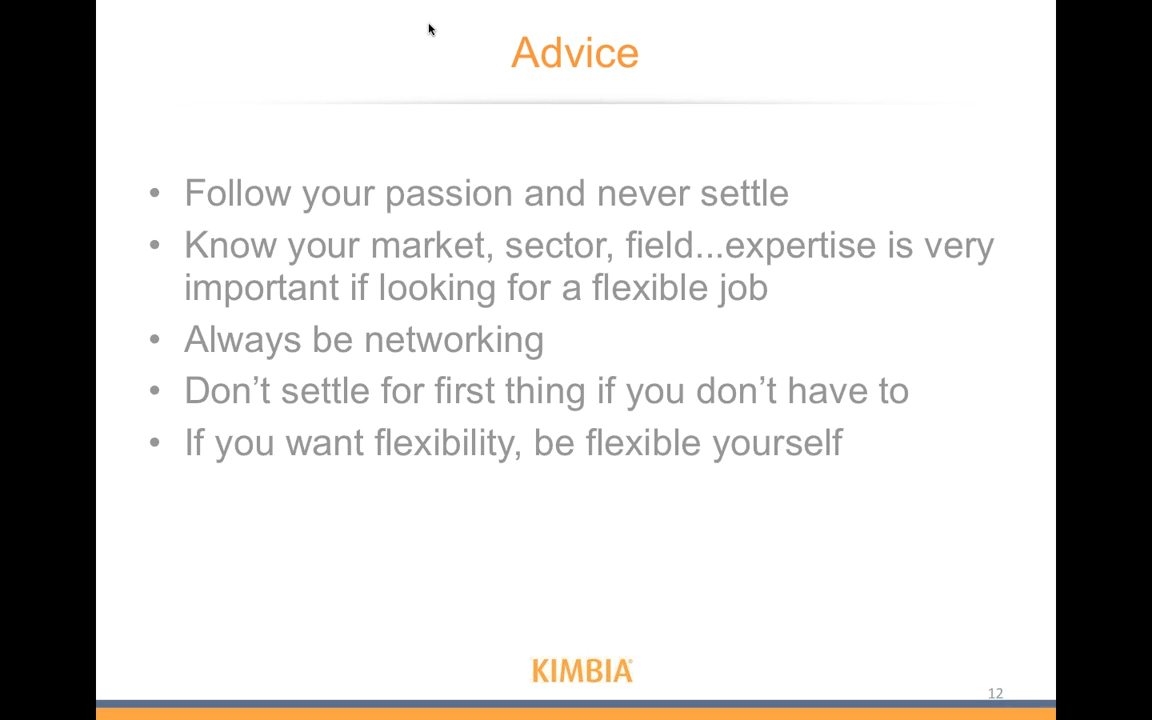 Advice
• Follow your passion and never settle
• Know your market, sector, field...expertise is very
important if looking for a flexible job
• Always be networking
• Don’t settle for first thing if you don’t have to
• If you want flexibility, be flexible yourself
KIMBIA
12